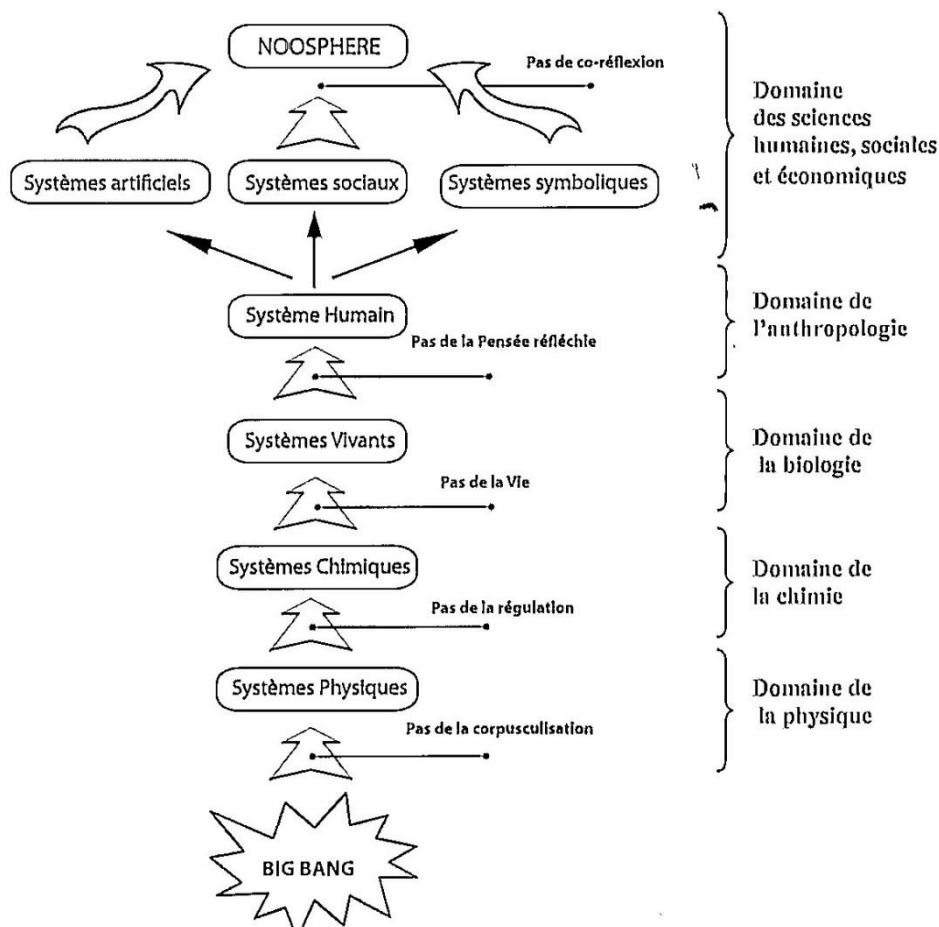 NOOSPHERE
Pas de co-réflexion
Domaine
des sciences
humaines, sociales
et économiques
Systèmes artificiels
Systèmes sociaux
Systèmes symboliques
Système Humain
Domaine de
l'anthropologie
Pas de la Pensée réfléchie
Systèmes Vivants
Domaine de
la biologie
Pas de la Vie
Systèmes Chimiques
Domaine de
la chimie
Pas de la régulation
Systèmes Physiques
Domaine de
la physique
Pas de la corpusculisation
BIG BANG